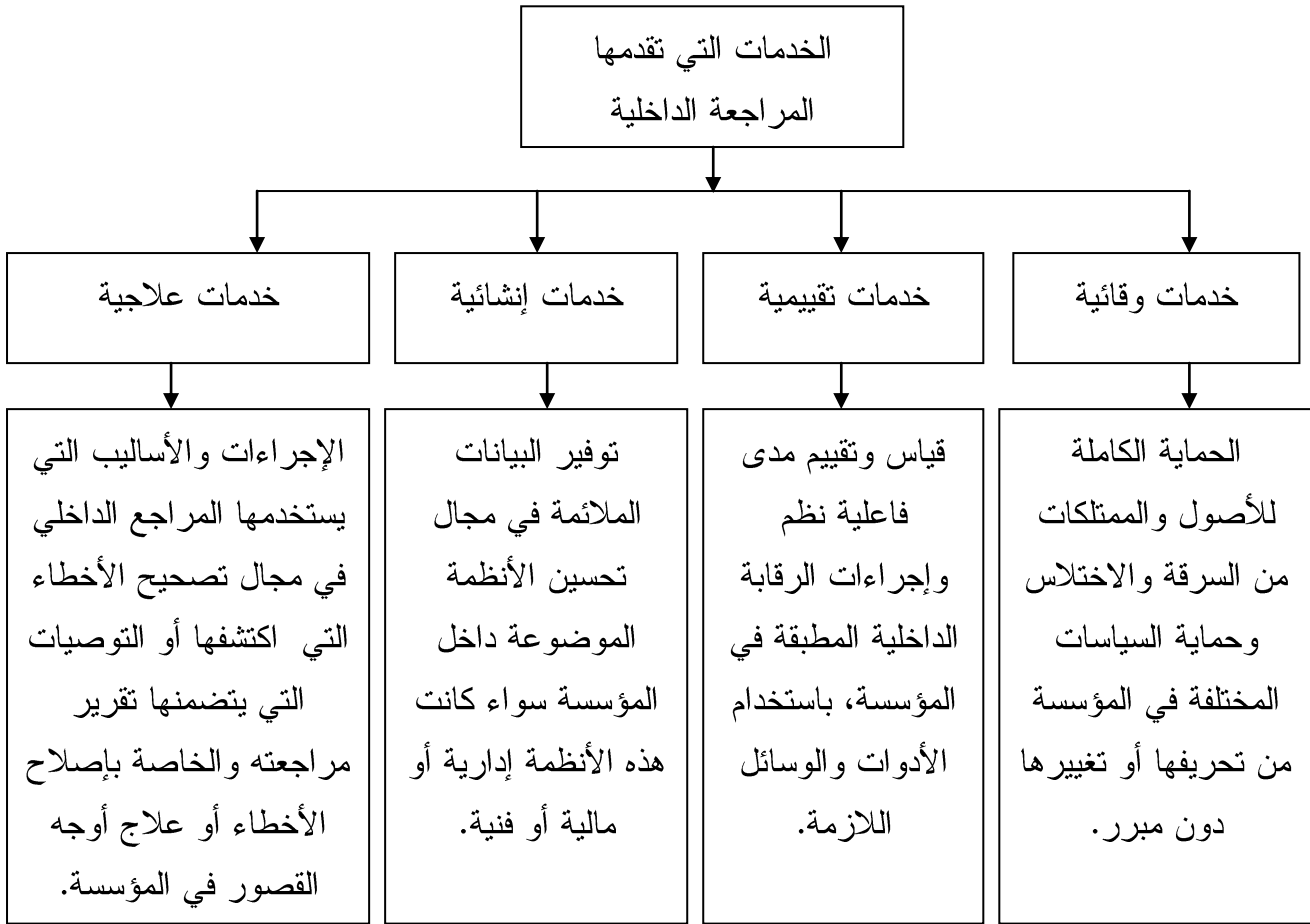 الخدمات التي تقدمها
المراجعة الداخلية
خدمات وقائية
خدمات تقييمية
خدمات إنشائية
خدمات علاجية
الحماية الكاملة
للأصول والممتلكات
من السرقة والاختلاس
وحماية السياسات
المختلفة في المؤسسة
من تحريفها أو تغييرها
دون مبرر.
قياس وتقييم مدى
فاعلية نظم
وإجراءات الرقابة
الداخلية المطبقة في
المؤسسة، باستخدام
الأدوات والوسائل
اللازمة.
توفير البيانات
الملائمة في مجال
تحسين الأنظمة
الموضوعة داخل
المؤسسة سواء كانت
هذه الأنظمة إدارية أو
مالية أو فنية.
الإجراءات والأساليب التي
يستخدمها المراجع الداخلي
في مجال تصحيح الأخطاء
التي اكتشفها أو التوصيات
التي يتضمنها تقرير
مراجعته والخاصة بإصلاح
الأخطاء أو علاج أوجه
القصور في المؤسسة.